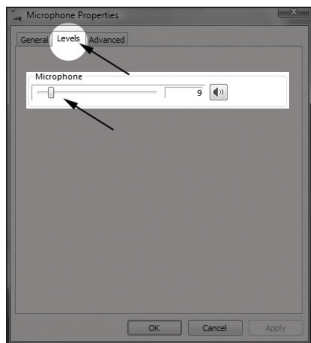 Microphone Properties
General Levels Advanced
Microphone
9
OK Cancel Apply